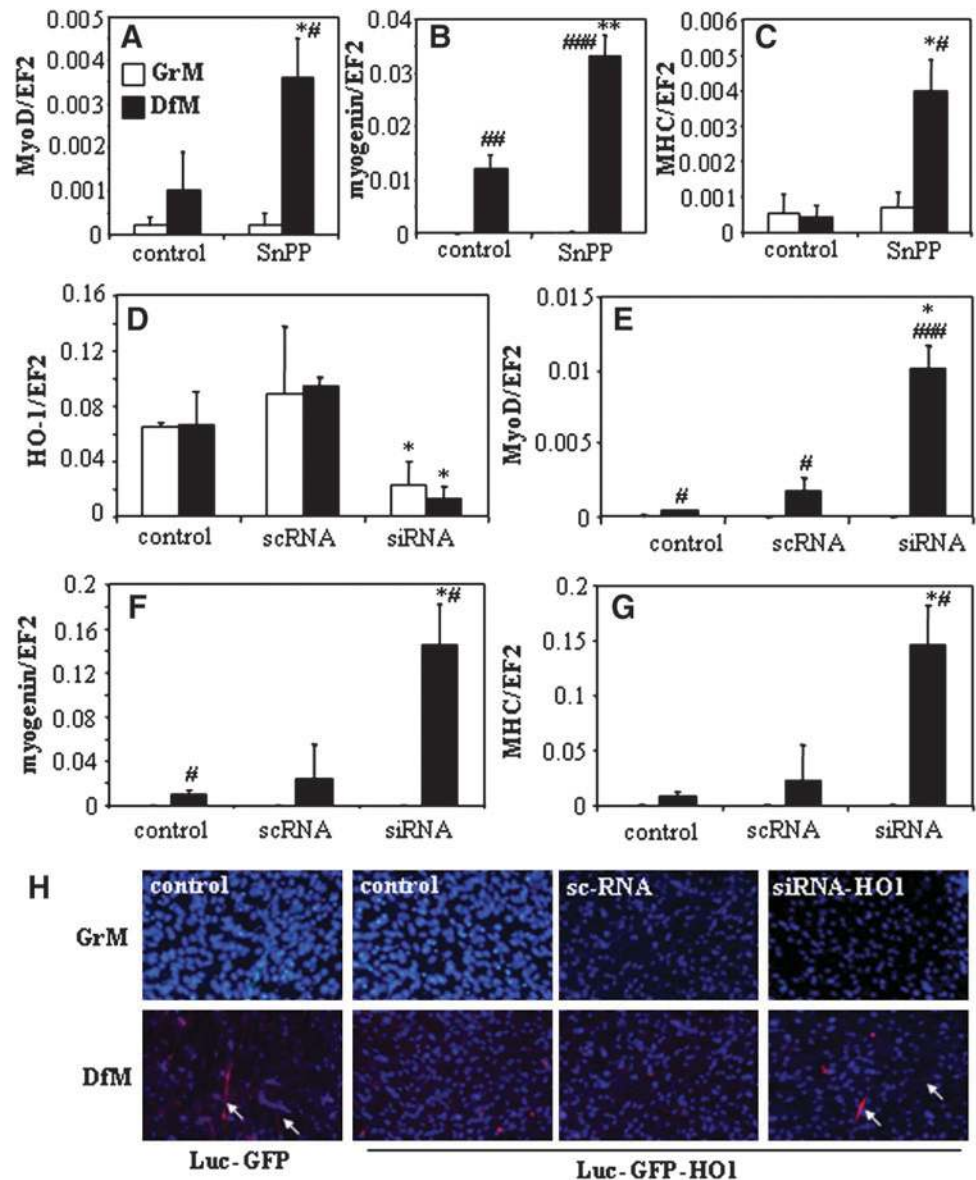 A
MyoD/EF2
0.005
0.004
0.003
0.002
0.001
0
GrM
DfM
*#
control
SnPP
B
myogenin/EF2
0.04
0.03
0.02
0.01
0
##
###
**
control
SnPP
C
MHC/EF2
0.006
0.005
0.004
0.003
0.002
0.001
0
*#
control
SnPP
D
HO-1/EF2
0.16
0.12
0.08
0.04
0
*
*
control
scRNA
siRNA
E
MyoD/EF2
0.015
0.01
0.005
0
#
#
*
###
control
scRNA
siRNA
F
myogenin/EF2
0.2
0.16
0.12
0.08
0.04
0
#
*#
control
scRNA
siRNA
G
MHC/EF2
0.2
0.15
0.1
0.05
0
*#
control
scRNA
siRNA
H
control
control
sc-RNA
siRNA-HO1
GrM
DfM
Luc-GFP
Luc-GFP-HO1